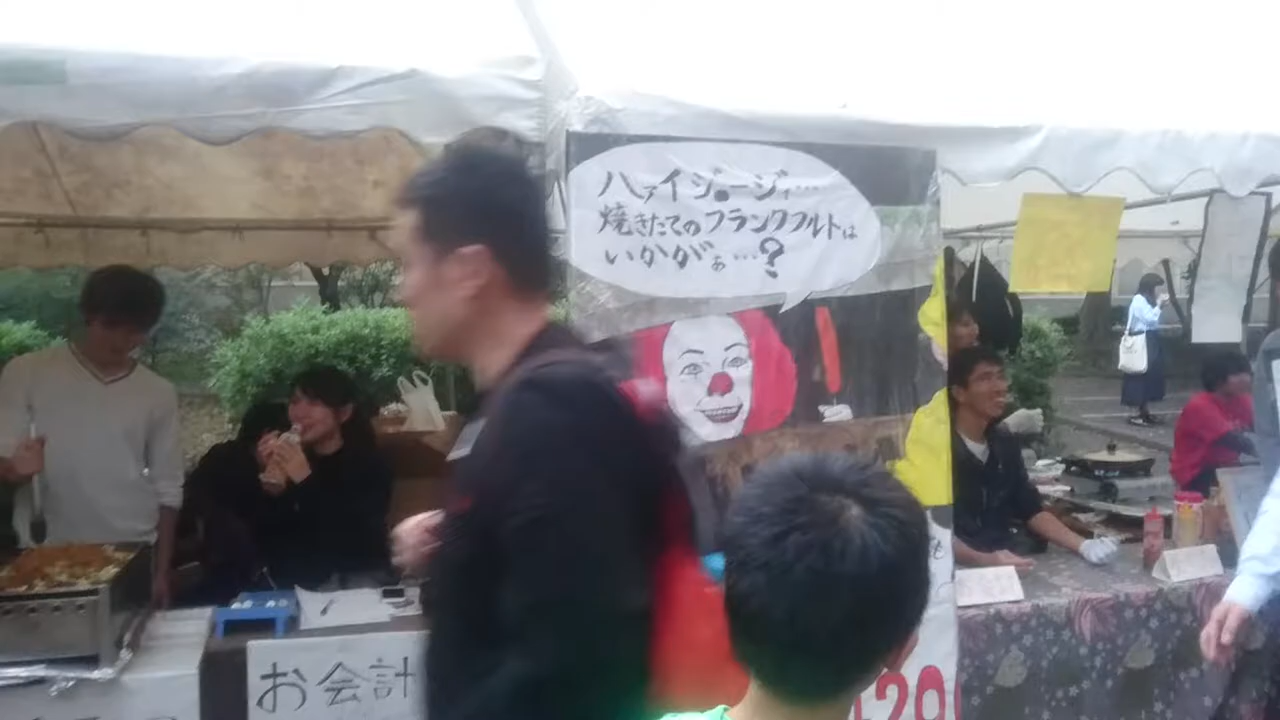 ハァイジョージィ…
焼きたてのフランクフルトは
いかがぁ…?
お会計